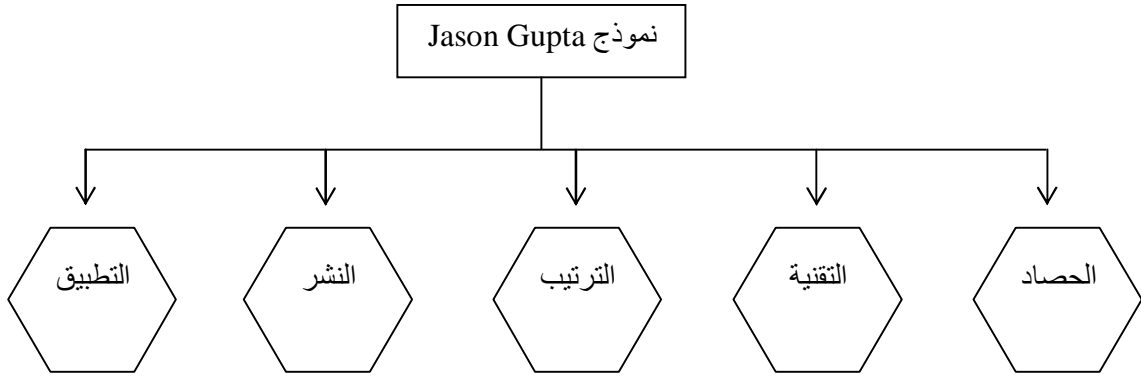 نموذج Jason Gupta
الحصاد
التقنية
الترتيب
النشر
التطبيق